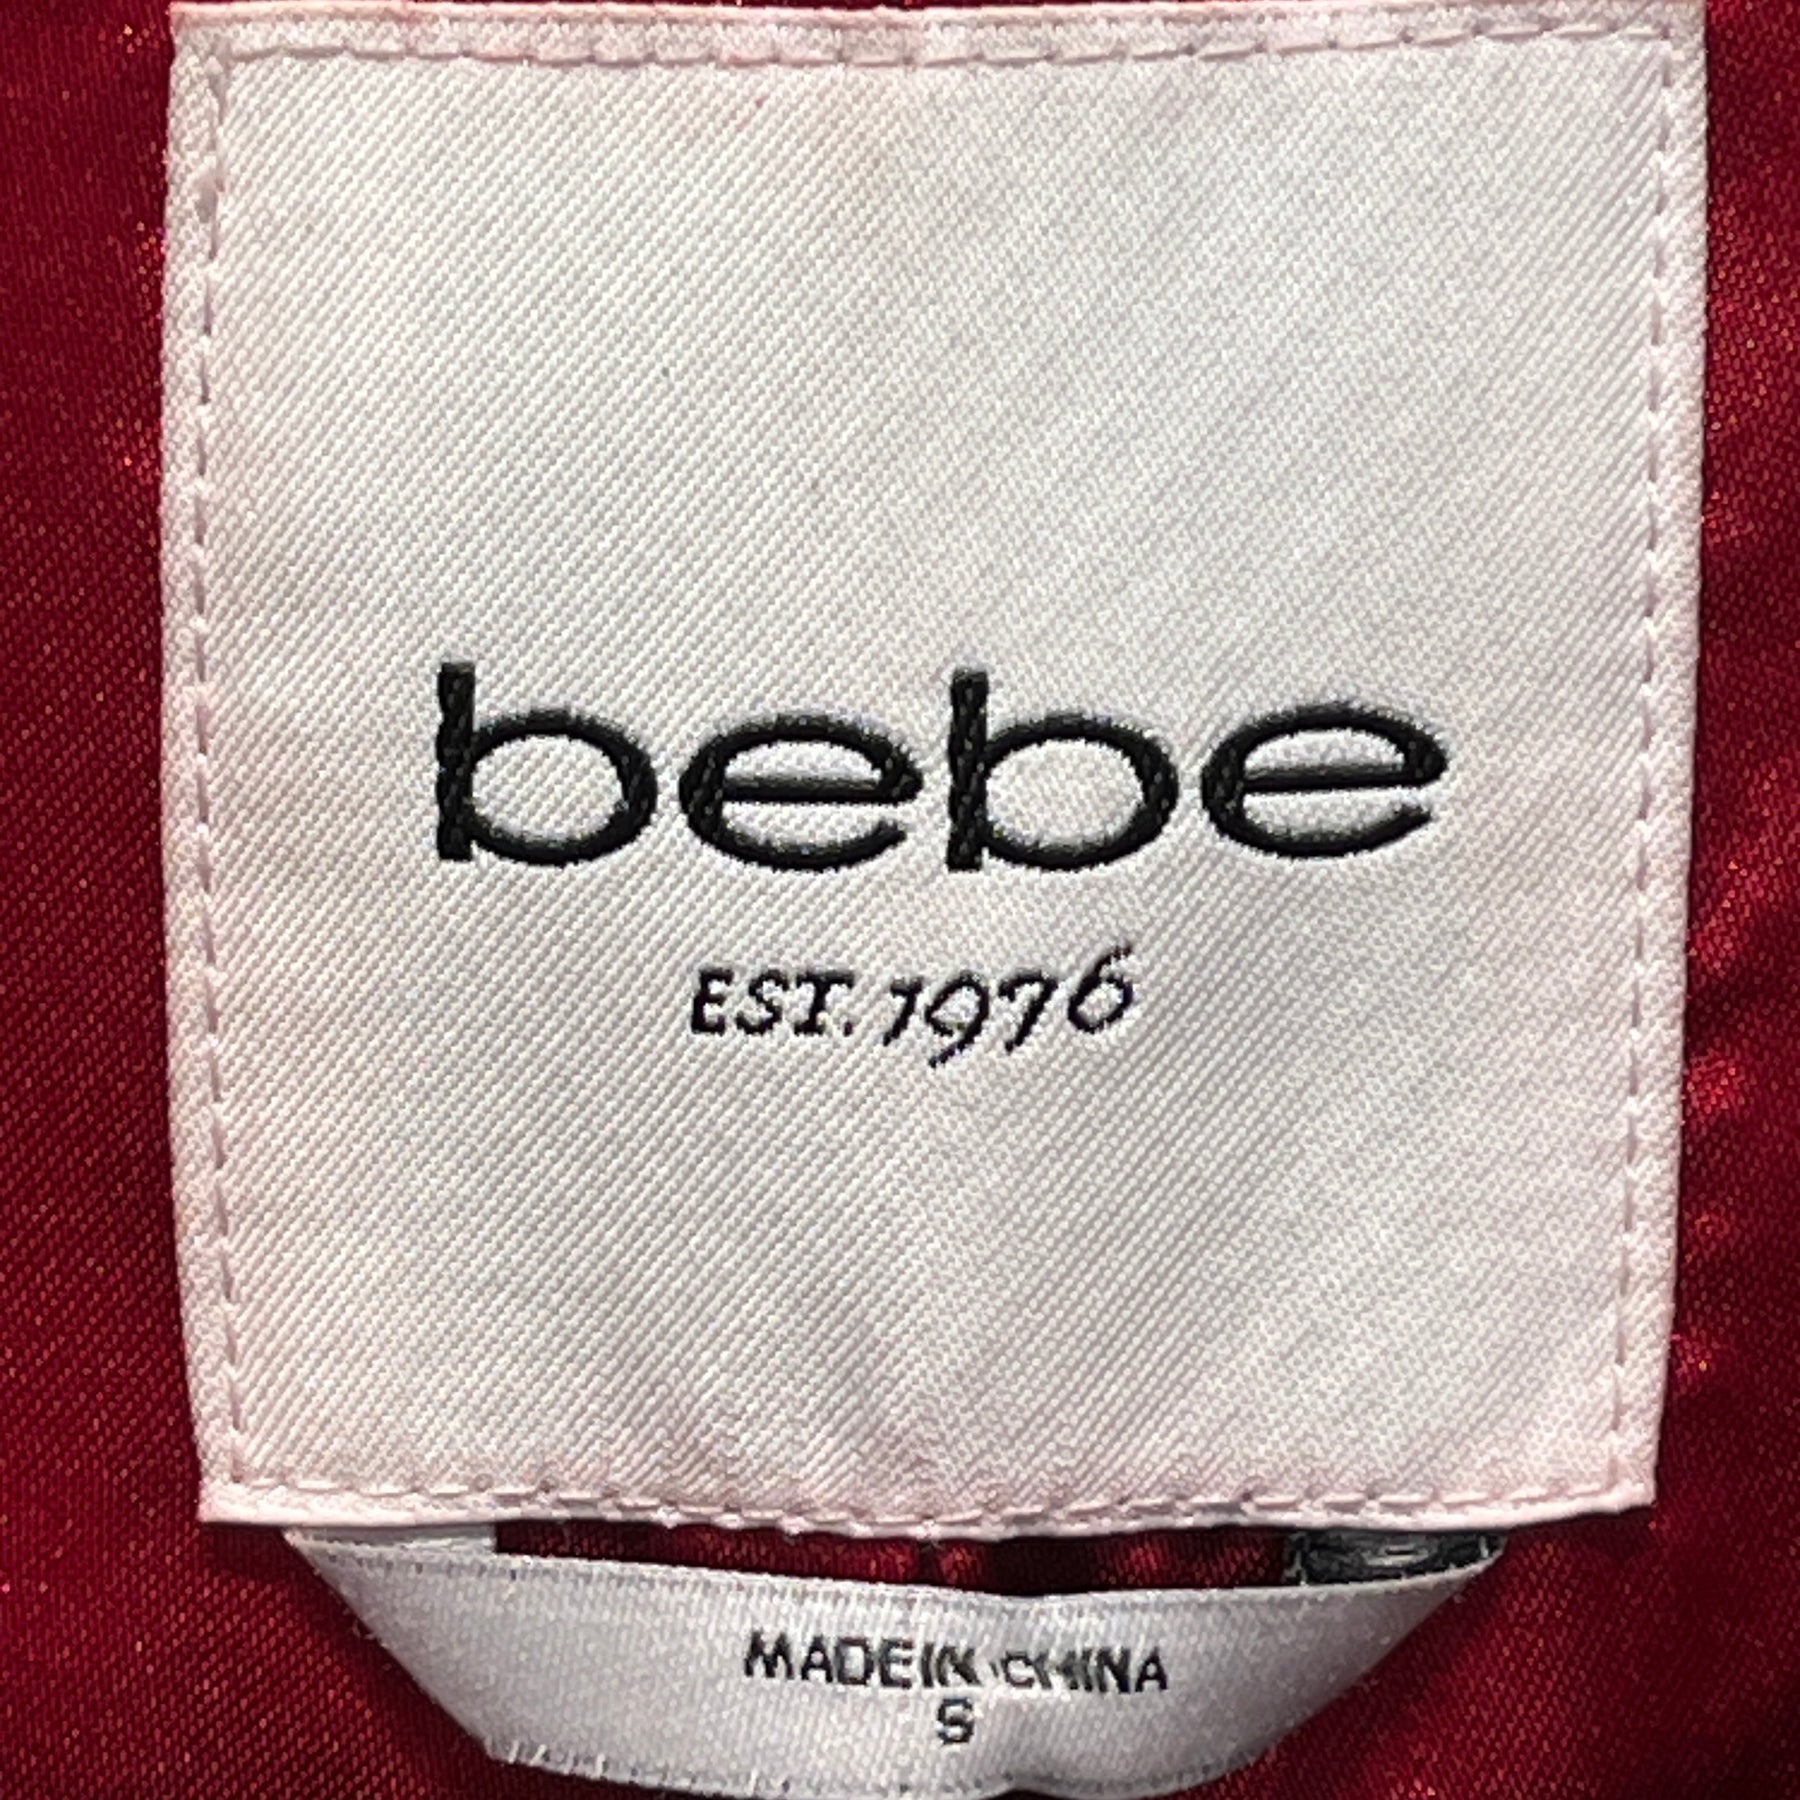 bebe
EST. 1976
MADE IN CHINA
S